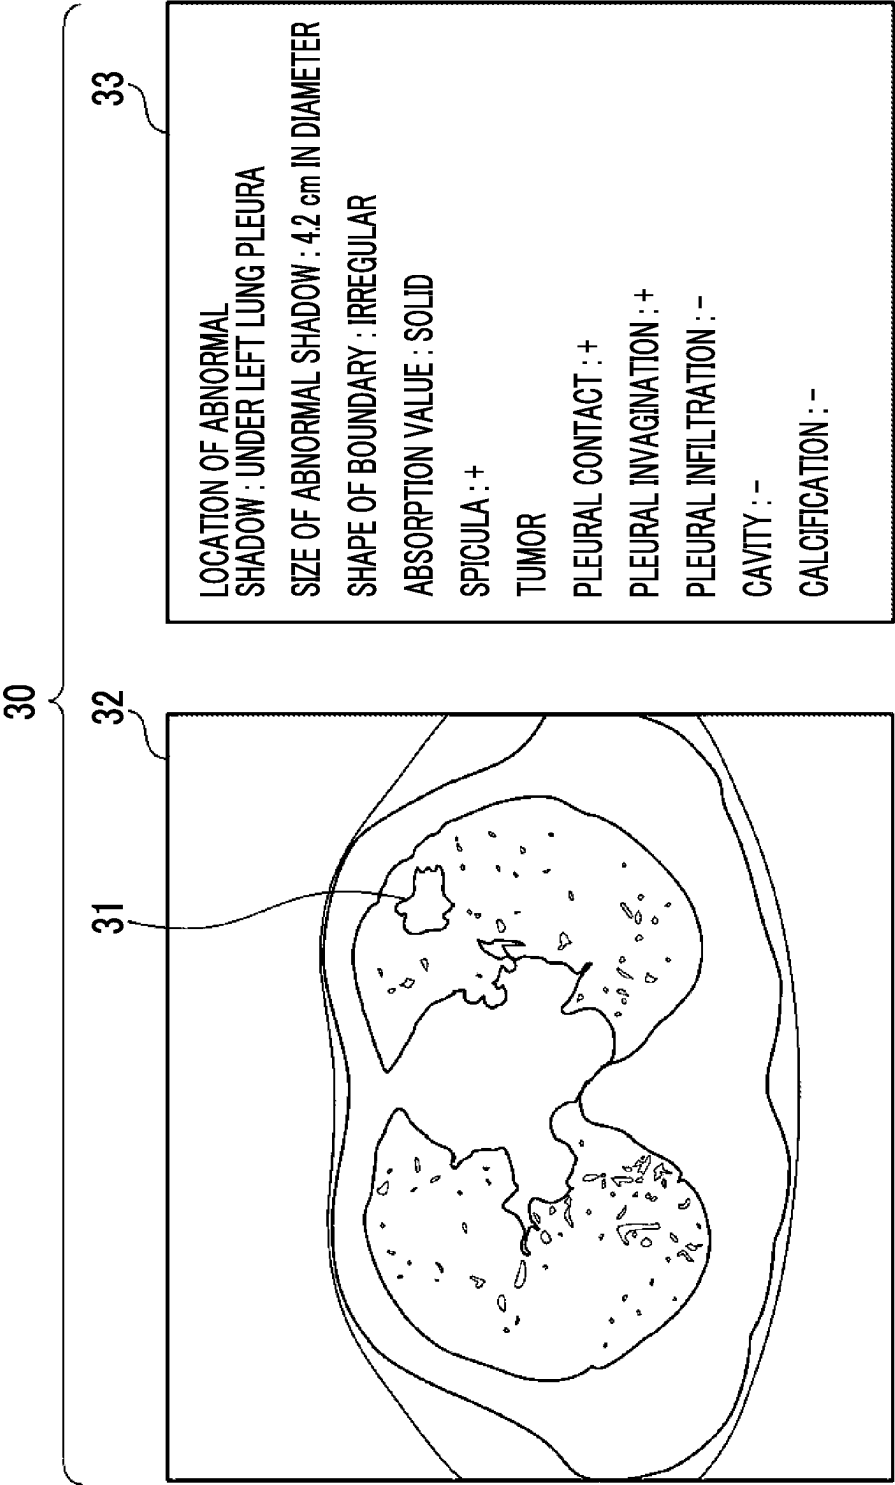 30
31
32
33
LOCATION OF ABNORMAL
SHADOW : UNDER LEFT LUNG PLEURA
SIZE OF ABNORMAL SHADOW : 4.2 cm IN DIAMETER
SHAPE OF BOUNDARY : IRREGULAR
ABSORPTION VALUE : SOLID
SPICULA : +
TUMOR
PLEURAL CONTACT : +
PLEURAL INVAGINATION : +
PLEURAL INFILTRATION : -
CAVITY : -
CALCIFICATION : -